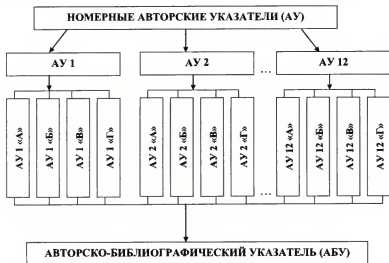 НОМЕРНЫЕ АВТОРСКИЕ УКАЗАТЕЛИ (АУ)
АУ 1
АУ 2
...
АУ 12
АУ 1 «А»
АУ 1 «Б»
АУ 1 «В»
АУ 1 «Г»
АУ 2 «А»
АУ 2 «Б»
АУ 2 «В»
АУ 2 «Г»
...
АУ 12 «А»
АУ 12 «Б»
АУ 12 «В»
АУ 12 «Г»
АВТОРСКО-БИБЛИОГРАФИЧЕСКИЙ УКАЗАТЕЛЬ (АБУ)